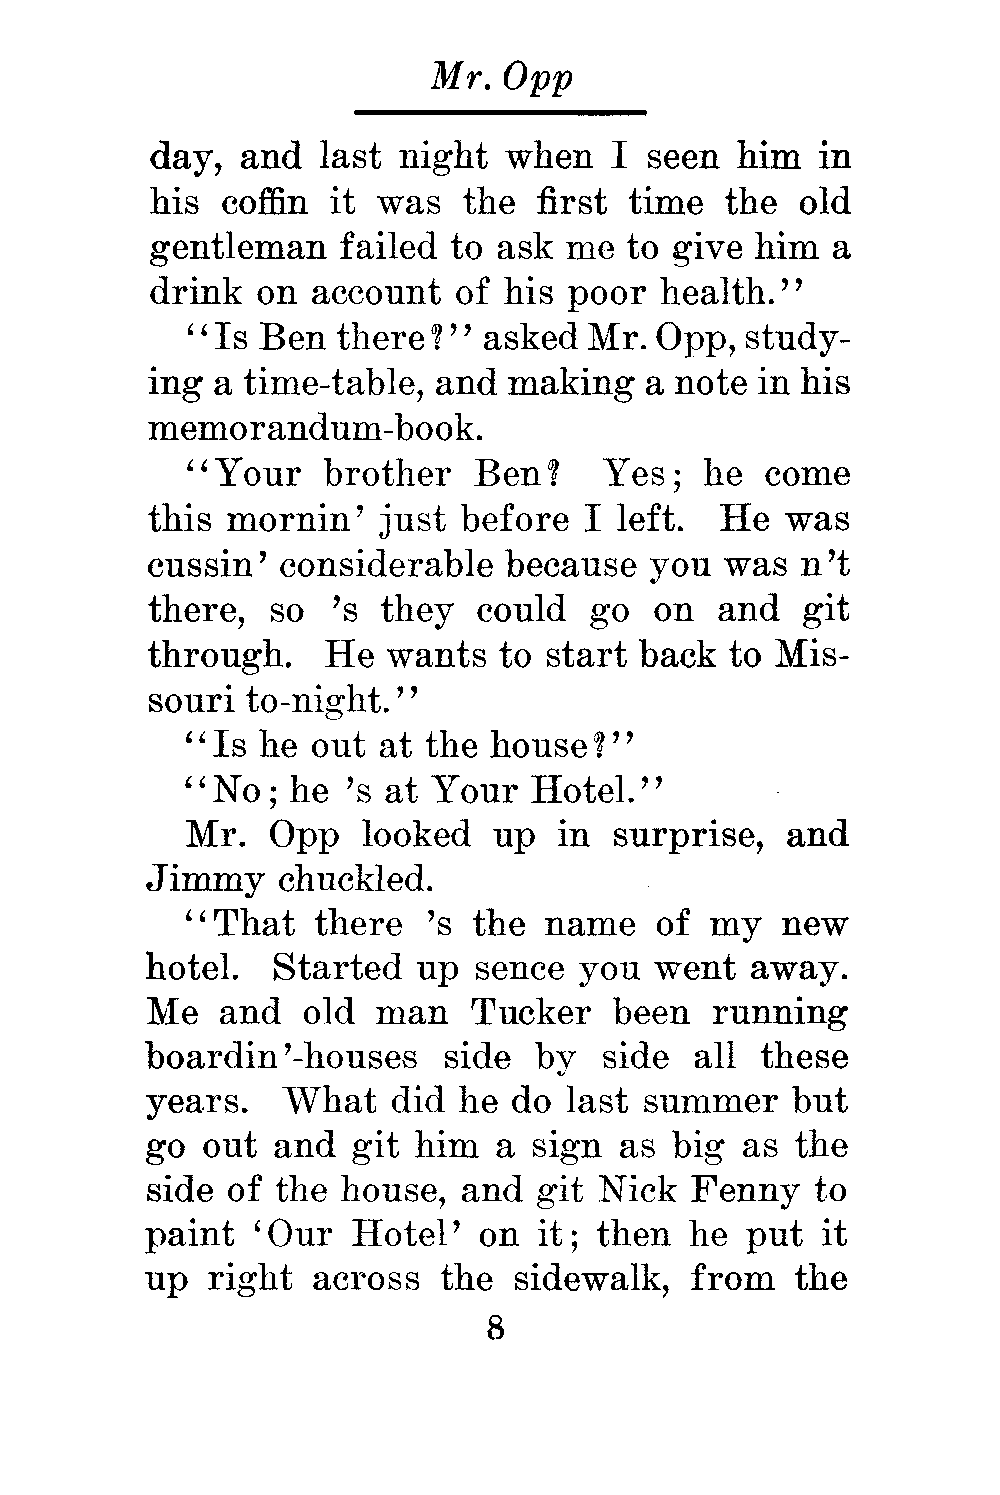 Mr. Opp
day, and last night when I seen him in
his coffin it was the first time the old
gentleman failed to ask me to give him a
drink on account of his poor health.''
''Is Ben there?'' asked Mr. Opp, study-
ing a time-table, and making a note in his
memorandum-book.
''Your brother Ben? Yes; he come
this mornin' just before I left. He was
cussin' considerable because you was n't
there, so 's they could go on and git
through. He wants to start back to Mis-
souri to-night.''
''Is he out at the house?''
''No; he 's at Your Hotel.''
Mr. Opp looked up in surprise, and
Jimmy chuckled.
''That there 's the name of my new
hotel. Started up sence you went away.
Me and old man Tucker been running
boardin'-houses side by side all these
years. What did he do last summer but
go out and git him a sign as big as the
side of the house, and git Nick Fenny to
paint 'Our Hotel' on it; then he put it
up right across the sidewalk, from the
8